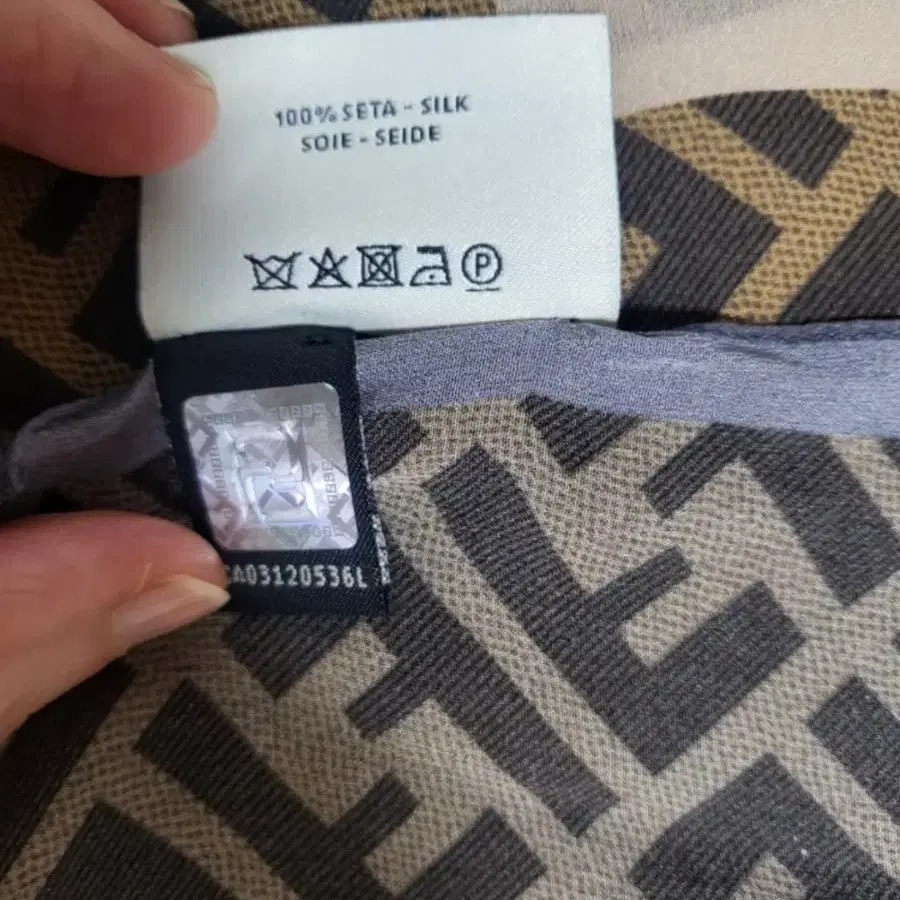 100% SETA - SILK
SOIE - SEIDE
P
CA03120536L